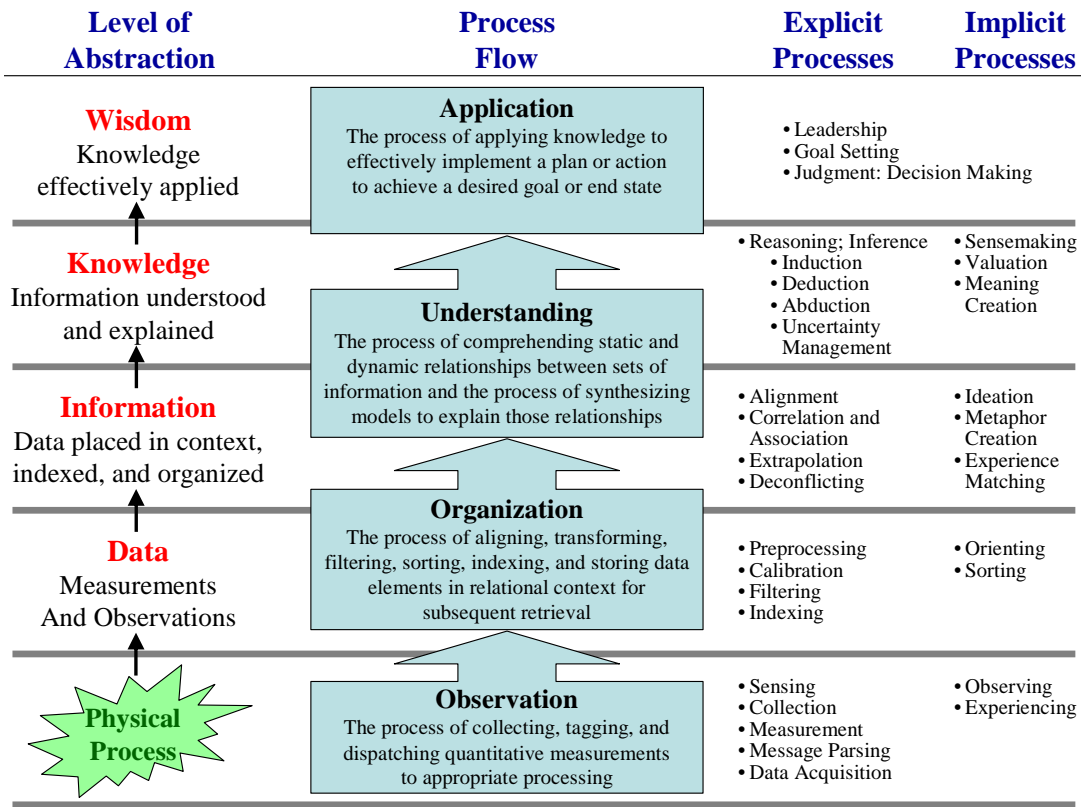 Level of
Abstraction
Process
Flow
Explicit
Processes
Implicit
Processes
Wisdom
Knowledge
effectively applied
Application
The process of applying knowledge to
effectively implement a plan or action
to achieve a desired goal or end state
• Leadership
• Goal Setting
• Judgment: Decision Making
Knowledge
Information understood
and explained
Understanding
The process of comprehending static and
dynamic relationships between sets of
information and the process of synthesizing
models to explain those relationships
• Reasoning; Inference
• Induction
• Deduction
• Abduction
• Uncertainty
Management
• Sensemaking
• Valuation
• Meaning
Creation
Information
Data placed in context,
indexed, and organized
• Alignment
• Correlation and
Association
• Extrapolation
• Deconflicting
• Ideation
• Metaphor
Creation
• Experience
Matching
Organization
The process of aligning, transforming,
filtering, sorting, indexing, and storing data
elements in relational context for
subsequent retrieval
Data
Measurements
And Observations
• Preprocessing
• Calibration
• Filtering
• Indexing
• Orienting
• Sorting
Physical
Process
Observation
The process of collecting, tagging, and
dispatching quantitative measurements
to appropriate processing
• Sensing
• Collection
• Measurement
• Message Parsing
• Data Acquisition
• Observing
• Experiencing